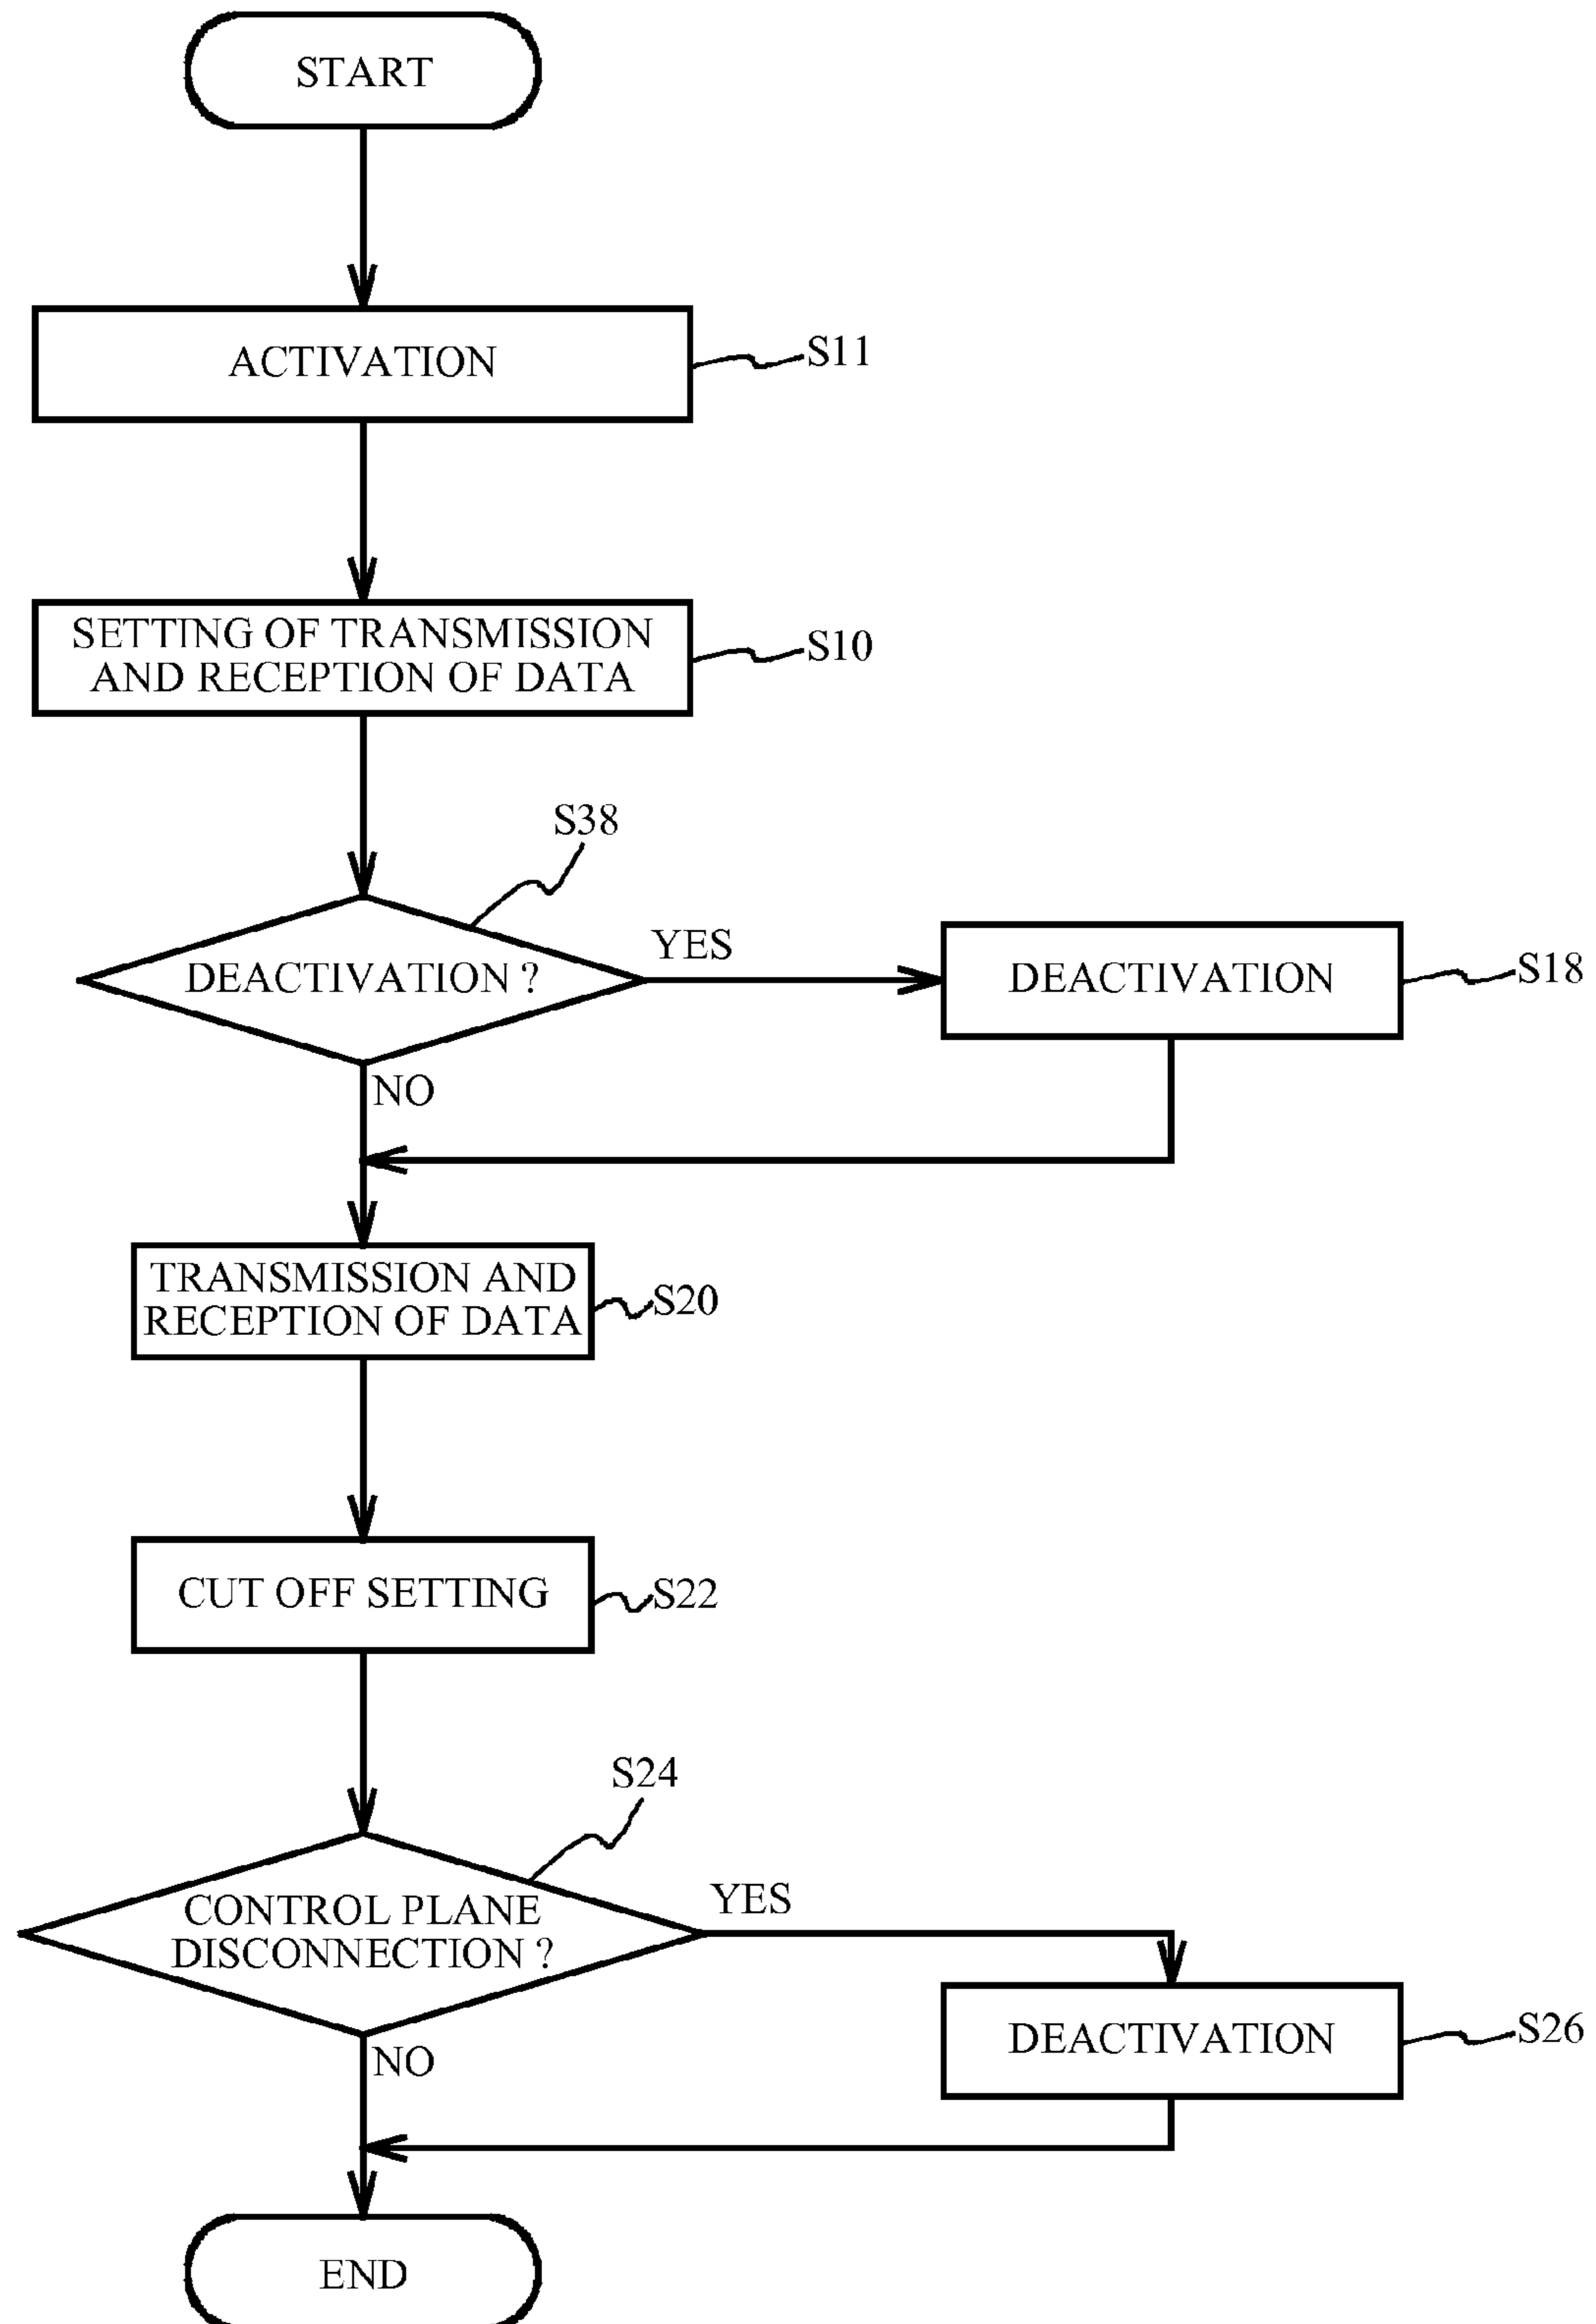 START
ACTIVATION
S11
SETTING OF TRANSMISSION
AND RECEPTION OF DATA
S10
S38
DEACTIVATION ?
YES
DEACTIVATION
S18
NO
TRANSMISSION AND
RECEPTION OF DATA
S20
CUT OFF SETTING
S22
S24
CONTROL PLANE
DISCONNECTION ?
YES
DEACTIVATION
S26
NO
END